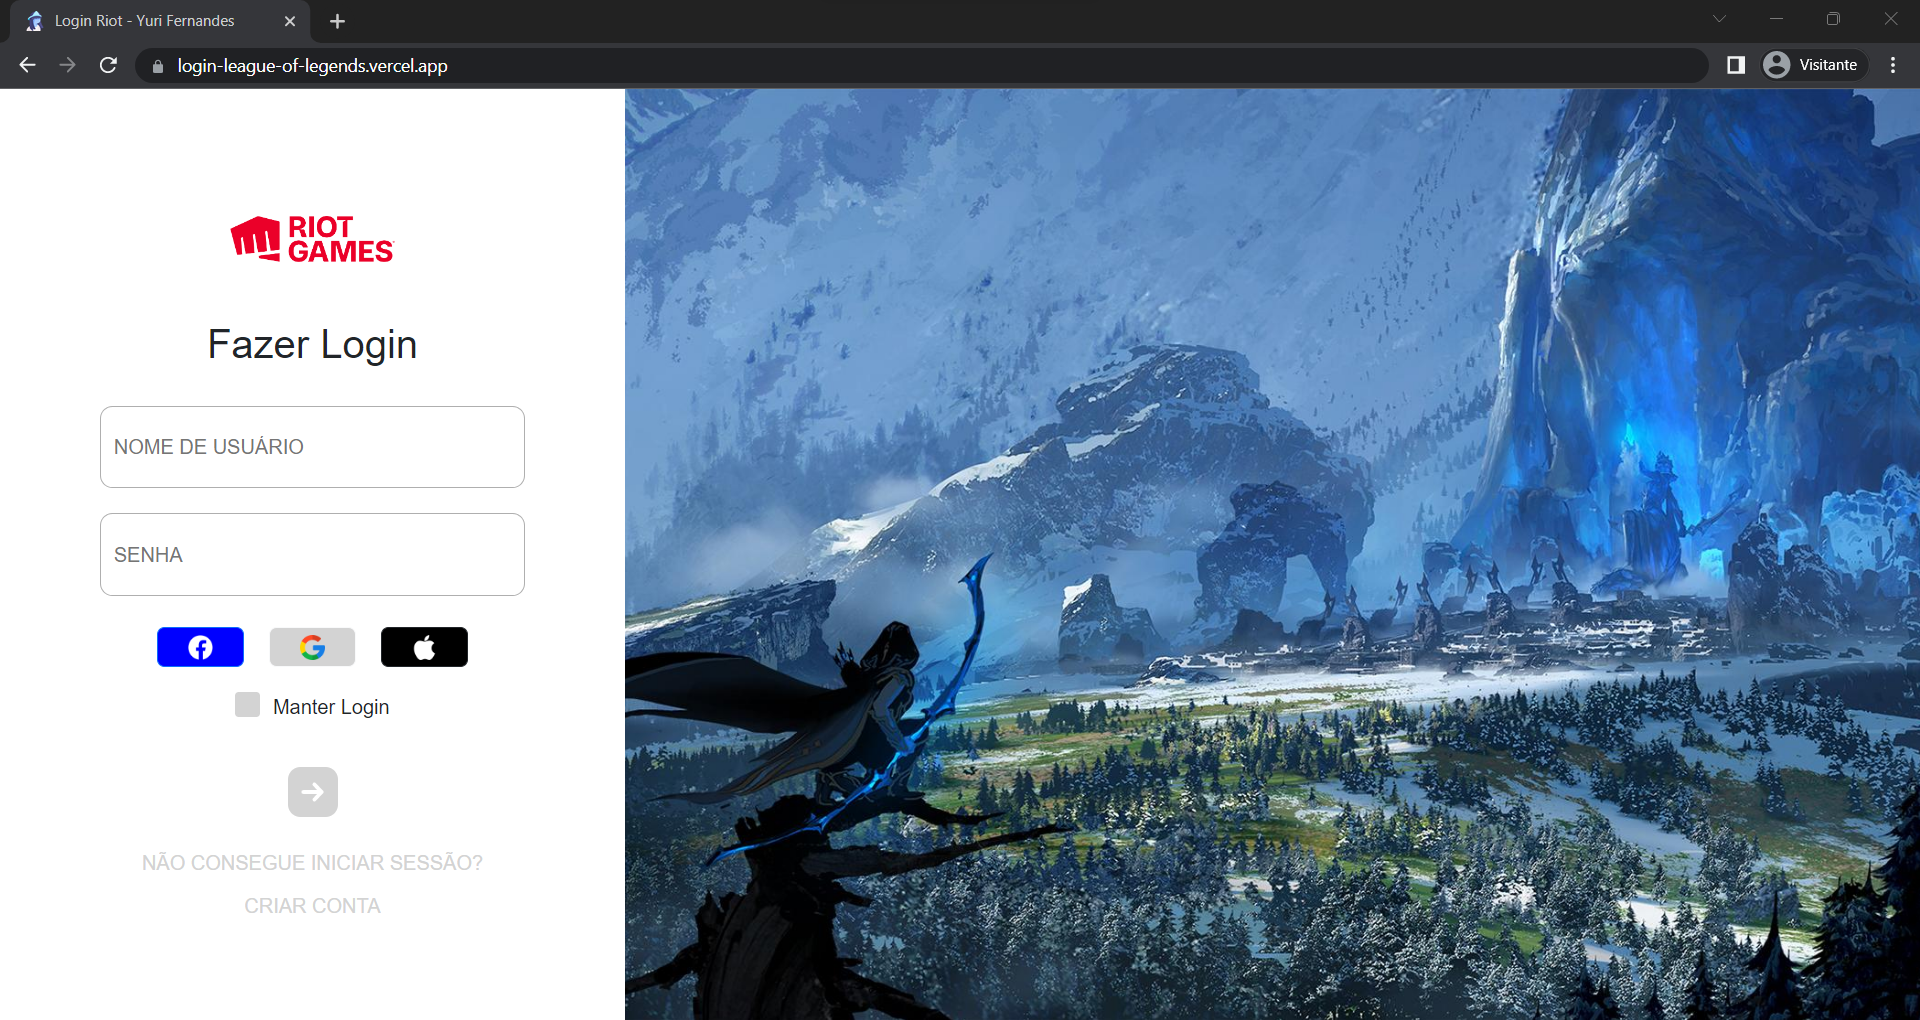 Login Riot - Yuri Fernandes
login-league-of-legends.vercel.app
Visitante
RIOT
GAMES
Fazer Login
NOME DE USUÁRIO
SENHA
Manter Login
NÃO CONSEGUE INICIAR SESSÃO?
CRIAR CONTA